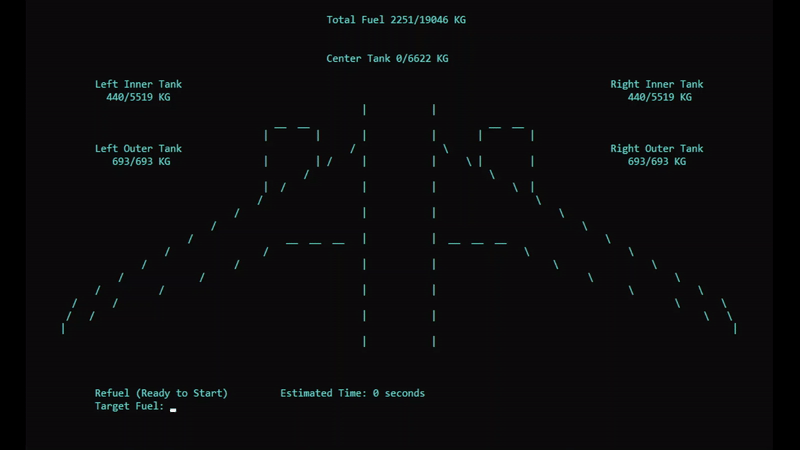 Total Fuel 2251/19046 KG
Center Tank 0/6622 KG
Left Inner Tank
440/5519 KG
Right Inner Tank
440/5519 KG
Left Outer Tank
693/693 KG
Right Outer Tank
693/693 KG
Refuel (Ready to Start) Estimated Time: 0 seconds
Target Fuel: